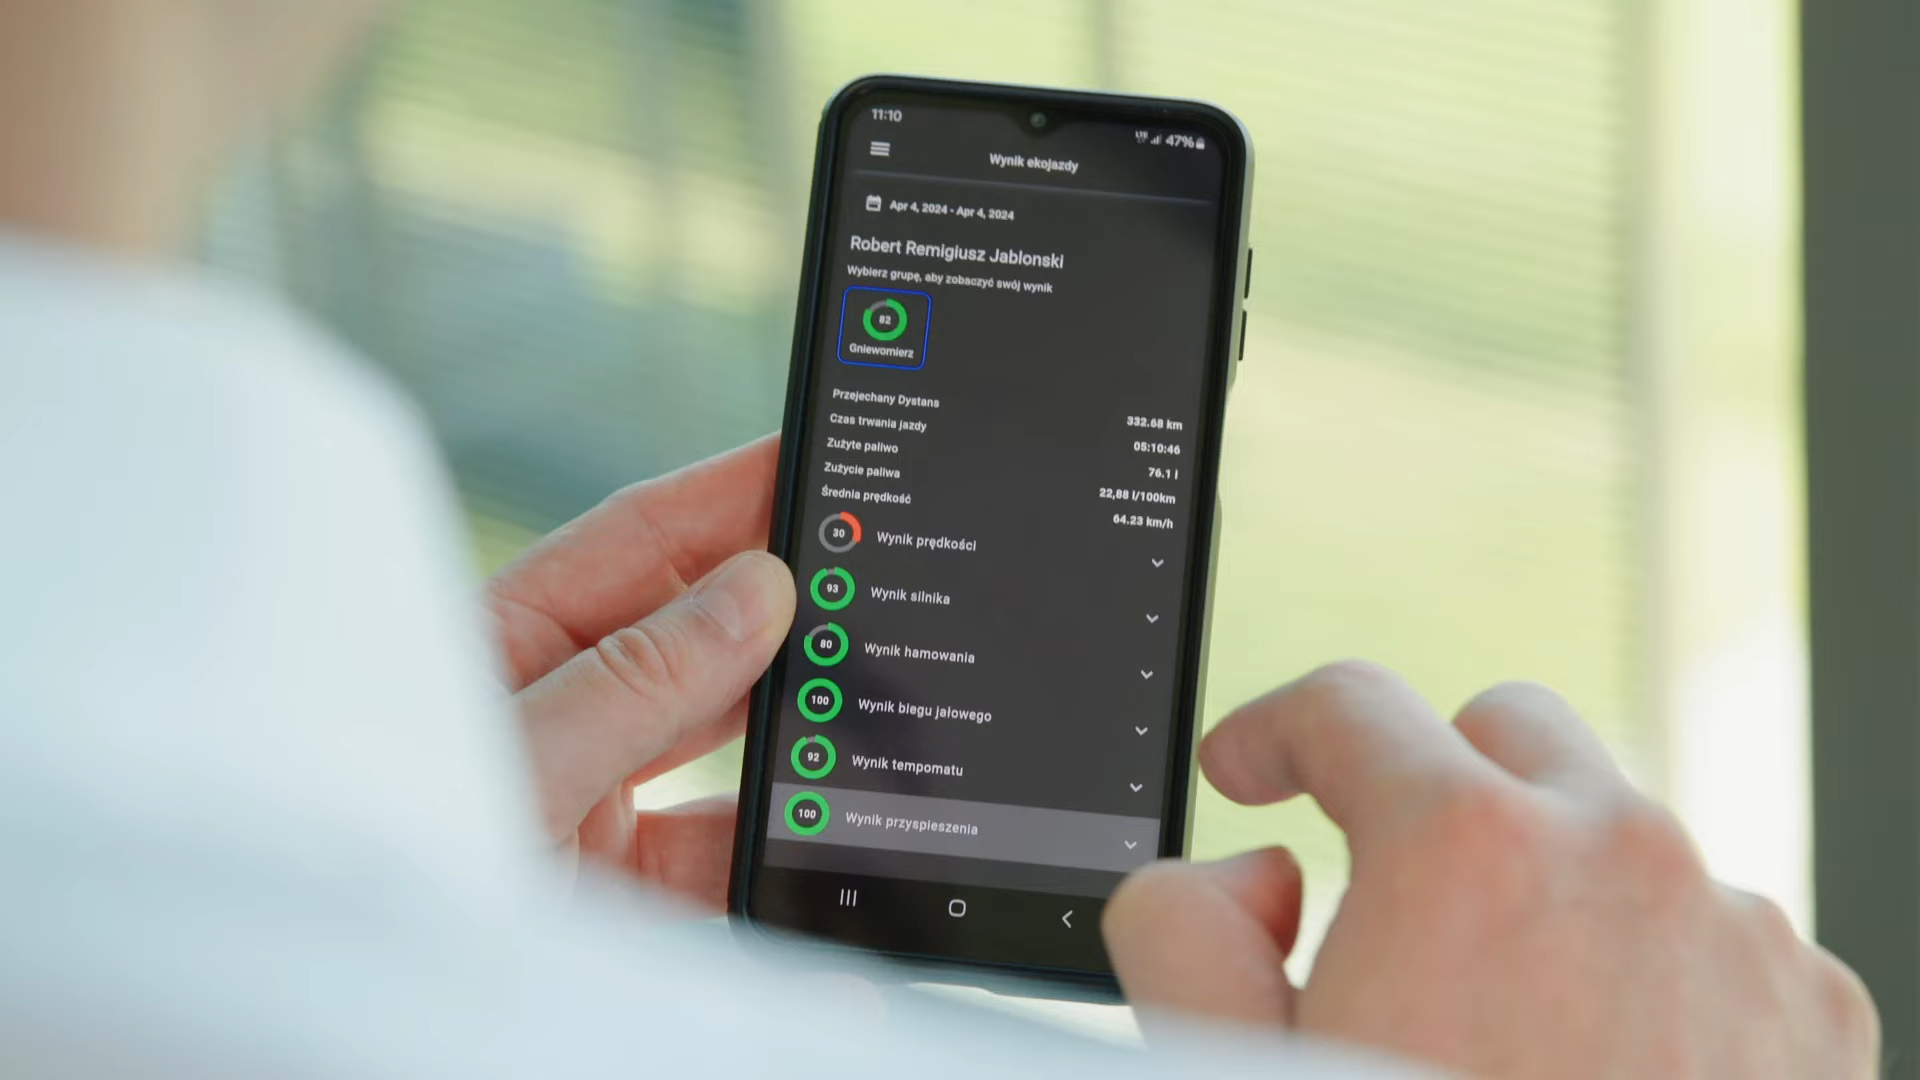 11:10
LTE 47%
Wynik ekojazdy
Apr 4, 2024 - Apr 4, 2024
Robert Remigiusz Jablonski
Wybierz grupę, aby zobaczyć swój wynik
82
Gniewomierz
Przejechany Dystans 332.68 km
Czas trwania jazdy 05:10:46
Zużyte paliwo 76.1 l
Zużycie paliwa 22,88 l/100km
Średnia prędkość 64.23 km/h
30 Wynik prędkości
93 Wynik silnika
80 Wynik hamowania
100 Wynik biegu jałowego
92 Wynik tempomatu
100 Wynik przyspieszenia